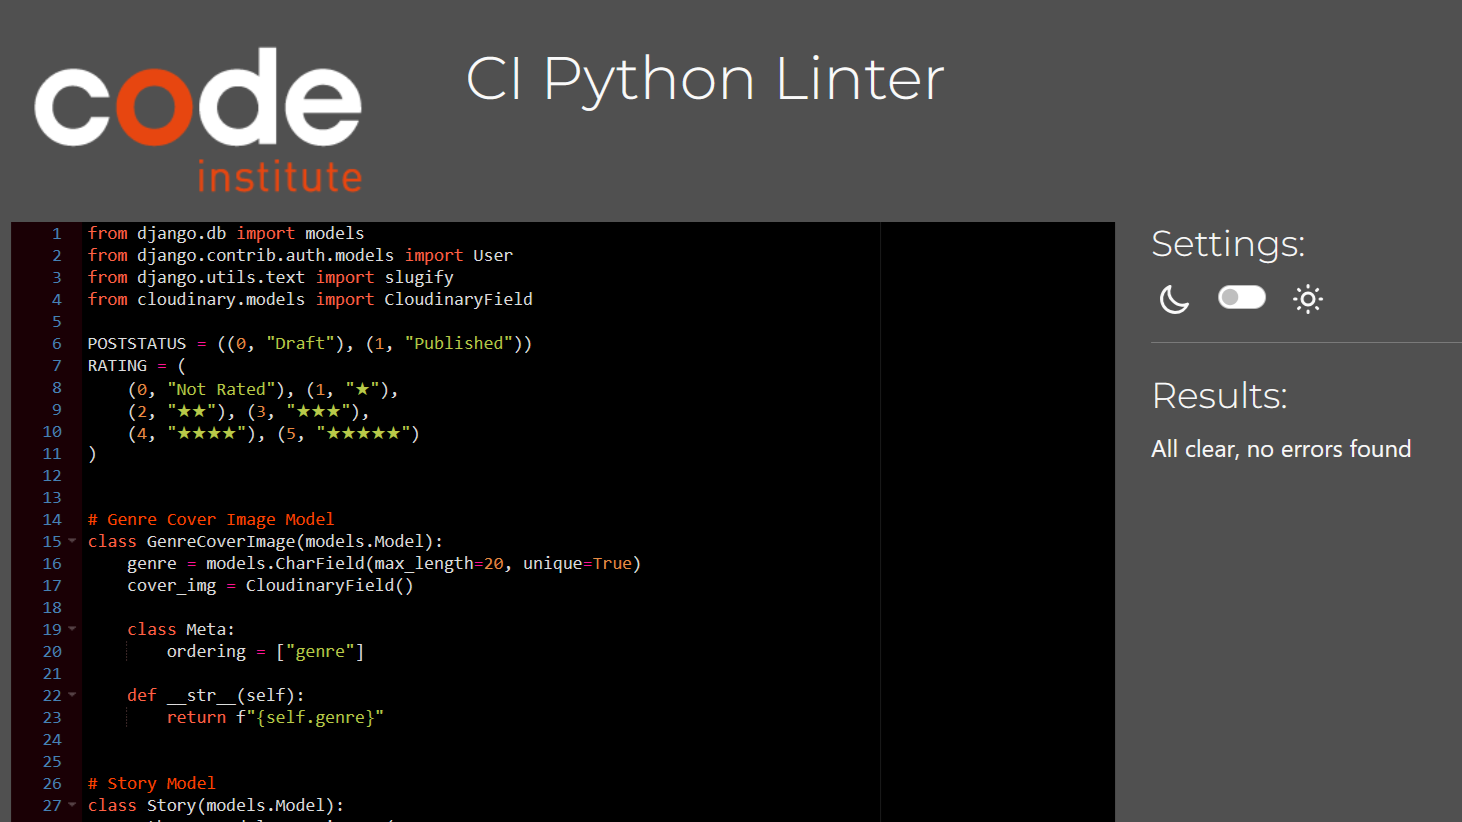 code
institute
CI Python Linter
1 from django.db import models
2 from django.contrib.auth.models import User
3 from django.utils.text import slugify
4 from cloudinary.models import CloudinaryField
5
6 POSTSTATUS = ((0, "Draft"), (1, "Published"))
7 RATING = (
8     (0, "Not Rated"), (1, "★"),
9     (2, "★★"), (3, "★★★"),
10     (4, "★★★★"), (5, "★★★★★")
11 )
12
13
14 # Genre Cover Image Model
15 class GenreCoverImage(models.Model):
16     genre = models.CharField(max_length=20, unique=True)
17     cover_img = CloudinaryField()
18
19     class Meta:
20         ordering = ["genre"]
21
22     def __str__(self):
23         return f"{self.genre}"
24
25
26 # Story Model
27 class Story(models.Model):
Settings:
Results:
All clear, no errors found